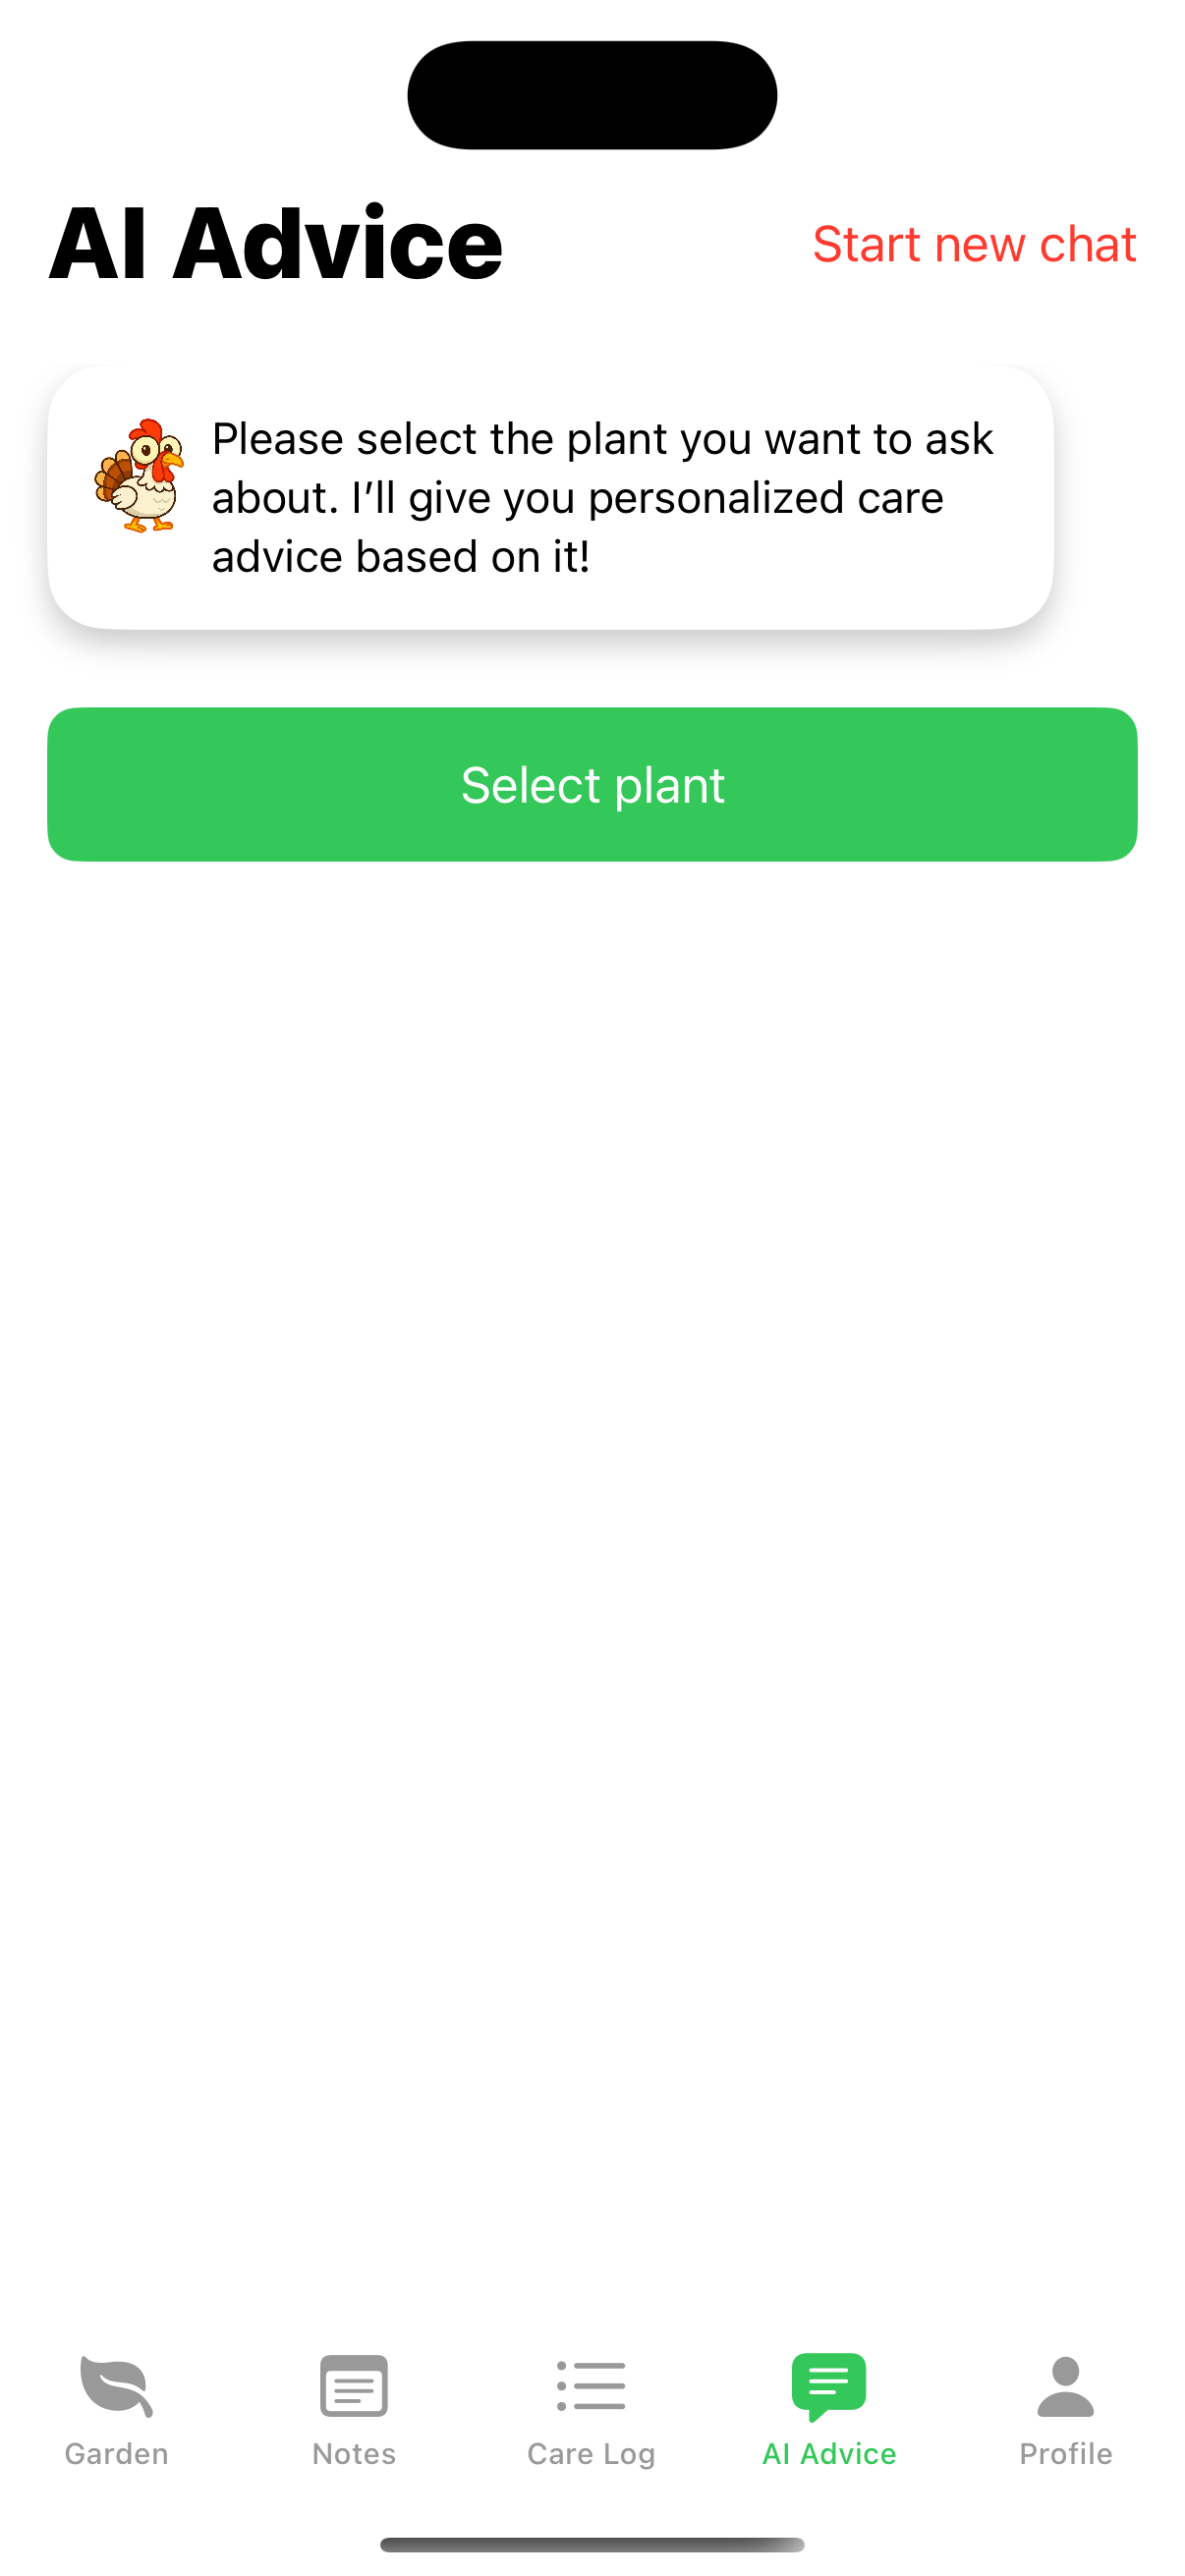 AI Advice
Start new chat
Please select the plant you want to ask
about. I’ll give you personalized care
advice based on it!
Select plant
Garden
Notes
Care Log
AI Advice
Profile